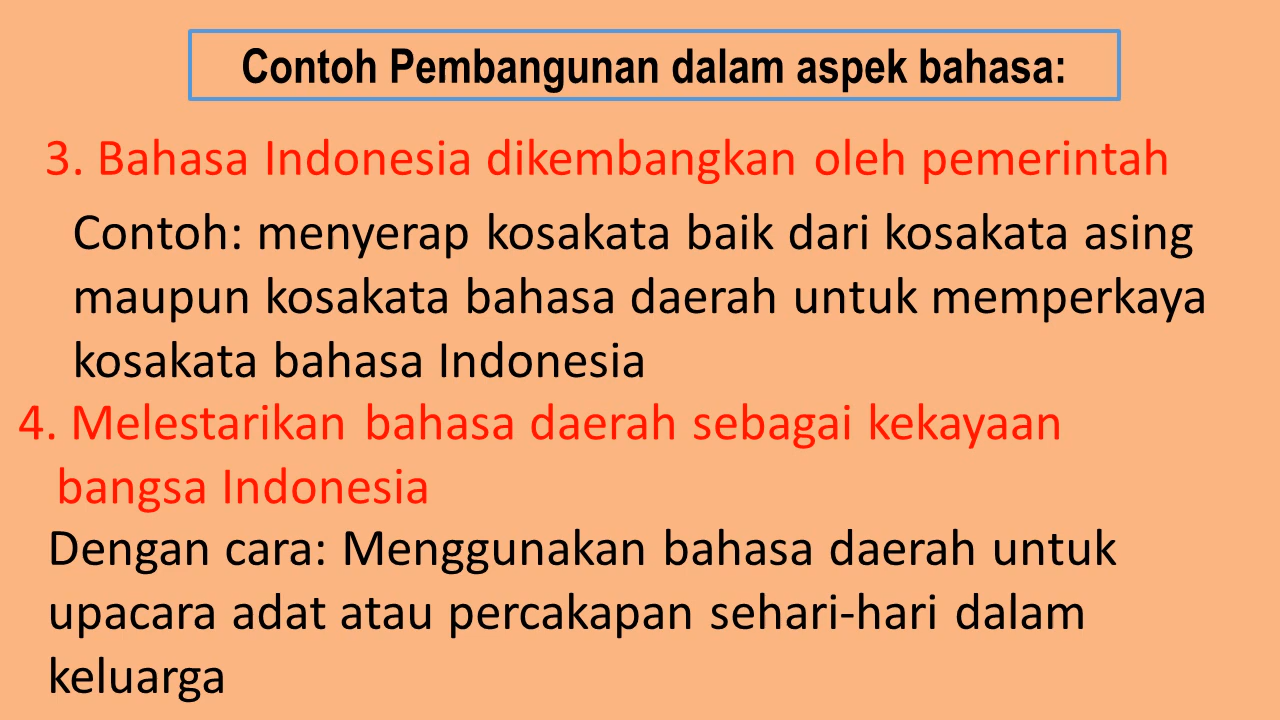 Contoh Pembangunan dalam aspek bahasa:
3. Bahasa Indonesia dikembangkan oleh pemerintah
Contoh: menyerap kosakata baik dari kosakata asing
maupun kosakata bahasa daerah untuk memperkaya
kosakata bahasa Indonesia
4. Melestarikan bahasa daerah sebagai kekayaan
bangsa Indonesia
Dengan cara: Menggunakan bahasa daerah untuk
upacara adat atau percakapan sehari-hari dalam
keluarga